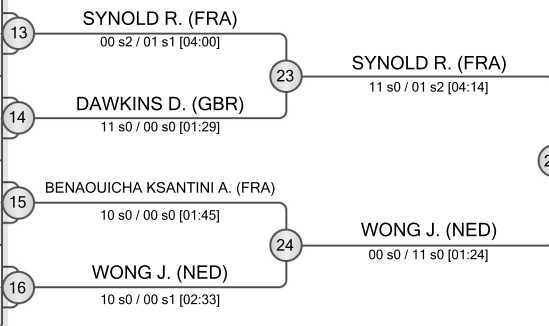 13
SYNOLD R. (FRA)
00 s2 / 01 s1 [04:00]
23
SYNOLD R. (FRA)
11 s0 / 01 s2 [04:14]
14
DAWKINS D. (GBR)
11 s0 / 00 s0 [01:29]
15
BENAOUICHA KSANTINI A. (FRA)
10 s0 / 00 s0 [01:45]
24
WONG J. (NED)
00 s0 / 11 s0 [01:24]
16
WONG J. (NED)
10 s0 / 00 s1 [02:33]